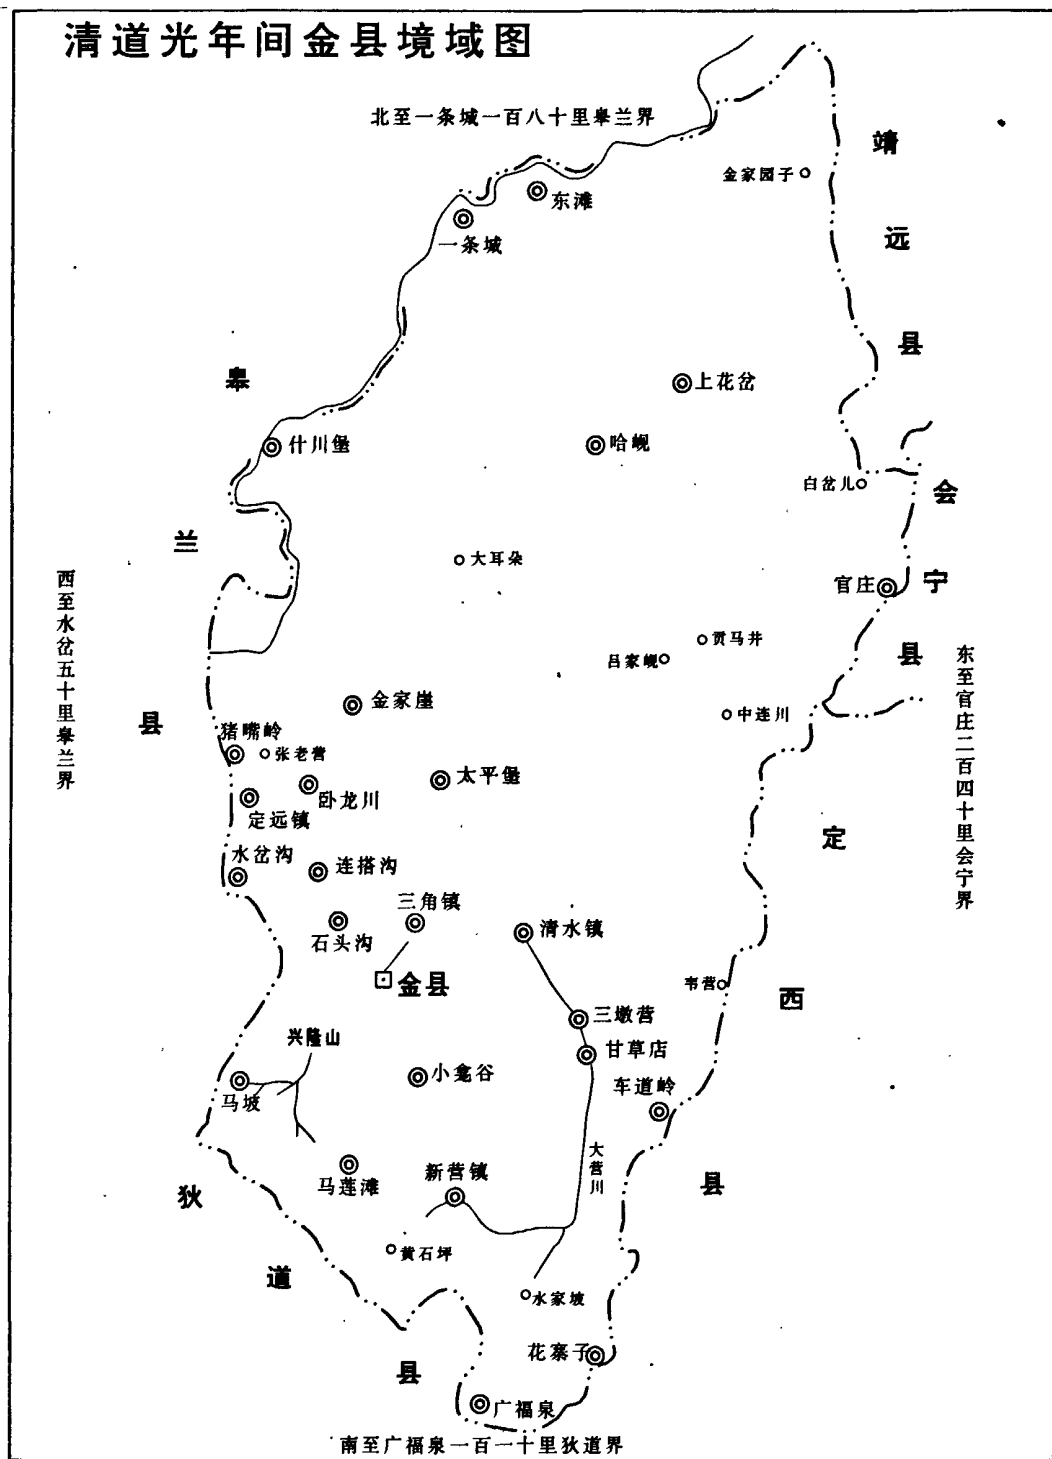 清道光年间金县境域图
北至一条城一百八十里皋兰界
靖远县
金家园子
东滩
一条城
皋兰县
上花岔
什川堡
哈岘
白岔儿
会宁县
大耳朵
官庄
西至水岔五十里皋兰界
贡马井
吕家岘
东至官庄二百四十里会宁界
金家崖
中连川
猪嘴岭
张老营
太平堡
卧龙川
定远镇
定西县
水岔沟
连搭沟
三角镇
石头沟
清水镇
金县
韦营
三墩营
兴隆山
甘草店
小龛谷
车道岭
马坡
大营川
马莲滩
新营镇
狄道县
黄石坪
水家坡
花寨子
广福泉
南至广福泉一百一十里狄道界